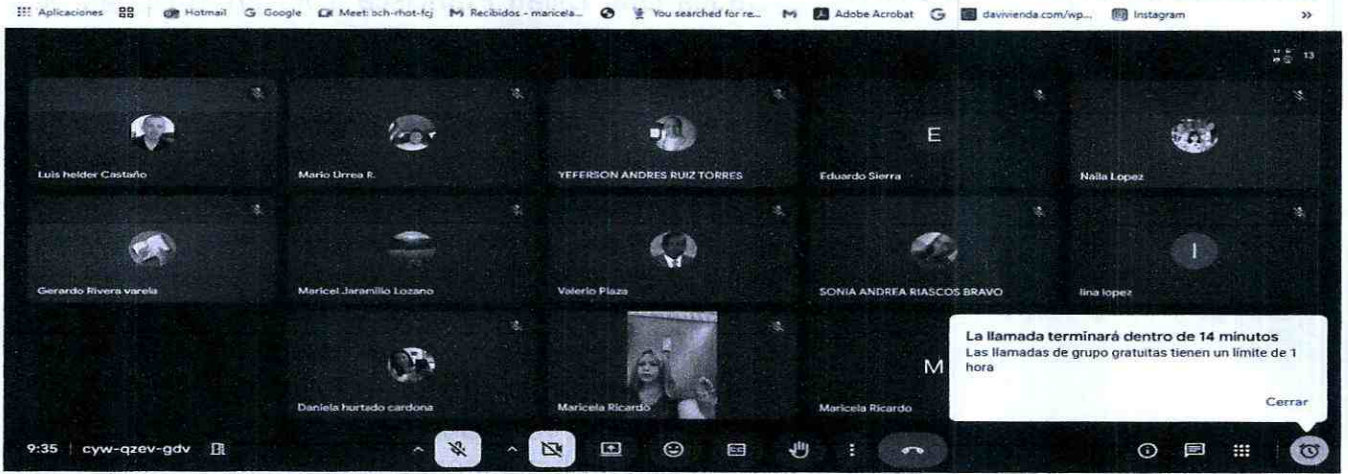 Aplicaciones Hotmail Google Meet: och-rhot-fcj Recibidos - maricela... You searched for re... Adobe Acrobat davivienda.com/wp... Instagram »
13
Luis helder Castaño Mario Urrea R. YEFERSON ANDRES RUIZ TORRES E Eduardo Sierra Naila Lopez
Gerardo Rivera varela Maricel Jaramillo Lozano Valerio Plaza SONIA ANDREA RIASCOS BRAVO l lina lopez
Daniela hurtado cardona Maricela Ricardo M Maricela Ricardo
La llamada terminará dentro de 14 minutos
Las llamadas de grupo gratuitas tienen un límite de 1
hora
Cerrar
9:35 | cyw-qzev-gdv